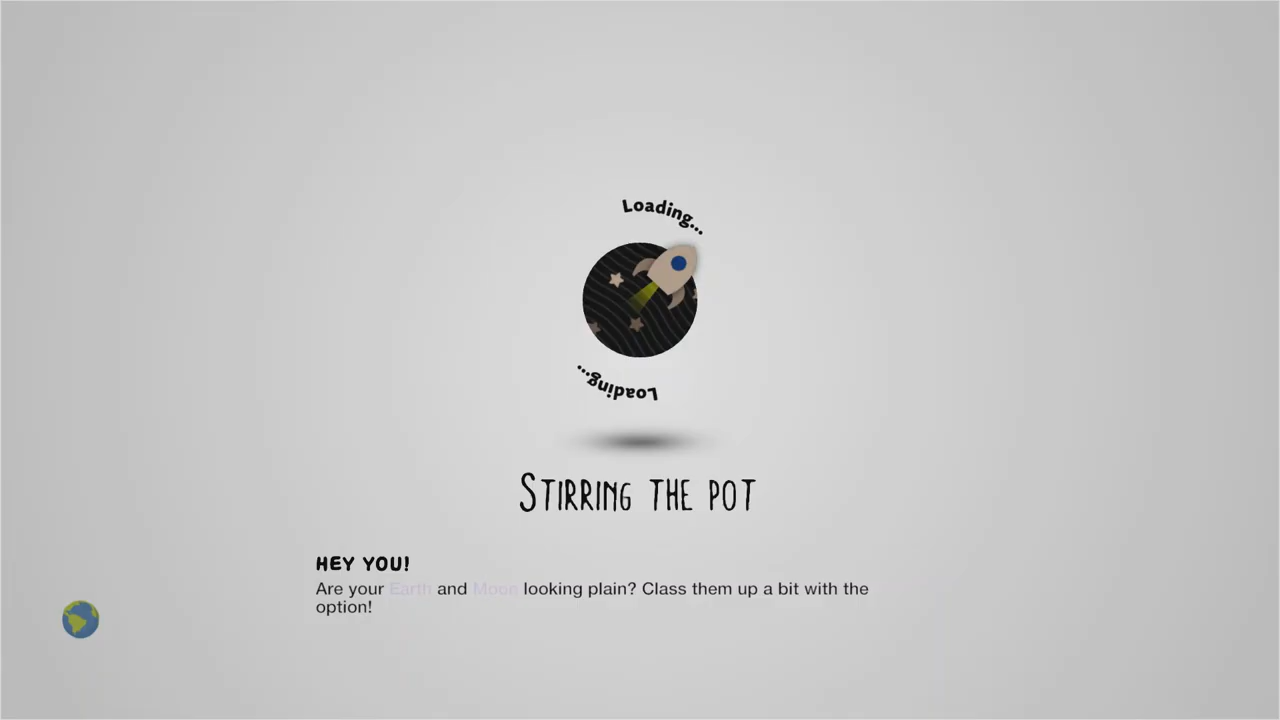 Loading...
Loading...
Stirring the pot
HEY YOU!
Are your Earth and Moon looking plain? Class them up a bit with the
option!